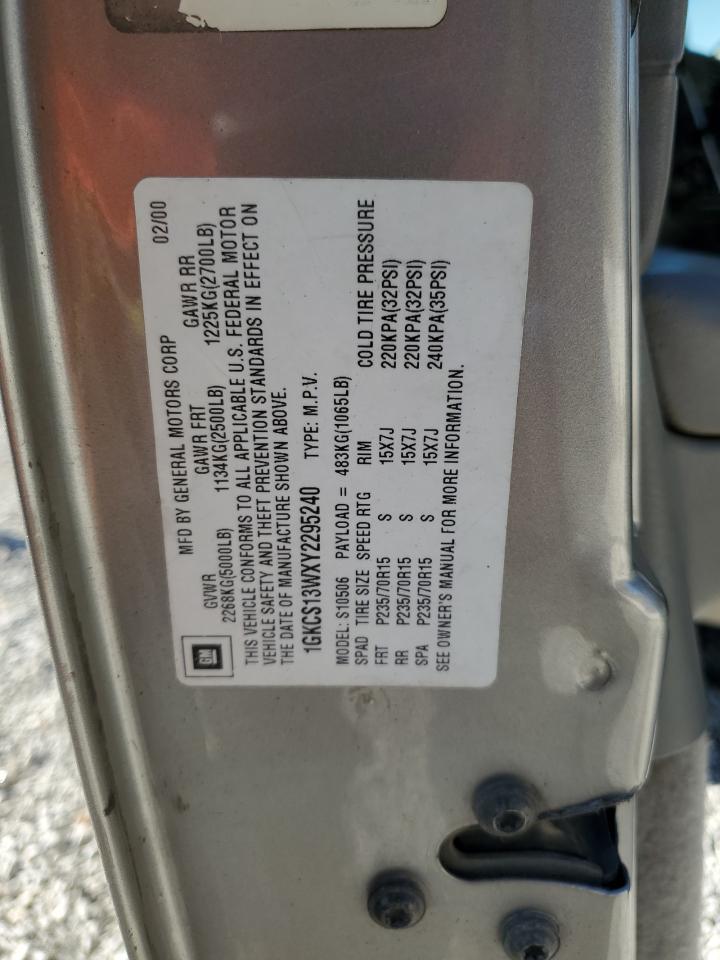 MFD BY GENERAL MOTORS CORP 02/00
GVWR GAWR FRT GAWR RR
2268KG(5000LB) 1134KG(2500LB) 1225KG(2700LB)
THIS VEHICLE CONFORMS TO ALL APPLICABLE U.S. FEDERAL MOTOR
VEHICLE SAFETY AND THEFT PREVENTION STANDARDS IN EFFECT ON
THE DATE OF MANUFACTURE SHOWN ABOVE.
1GKCS13WXY2295240 TYPE: M.P.V.
MODEL: S10506 PAYLOAD = 483KG(1065LB)
SPAD TIRE SIZE SPEED RTG RIM COLD TIRE PRESSURE
FRT P235/70R15 S 15X7J 220KPA(32PSI)
RR P235/70R15 S 15X7J 220KPA(32PSI)
SPA P235/70R15 S 15X7J 240KPA(35PSI)
SEE OWNER'S MANUAL FOR MORE INFORMATION.
GM